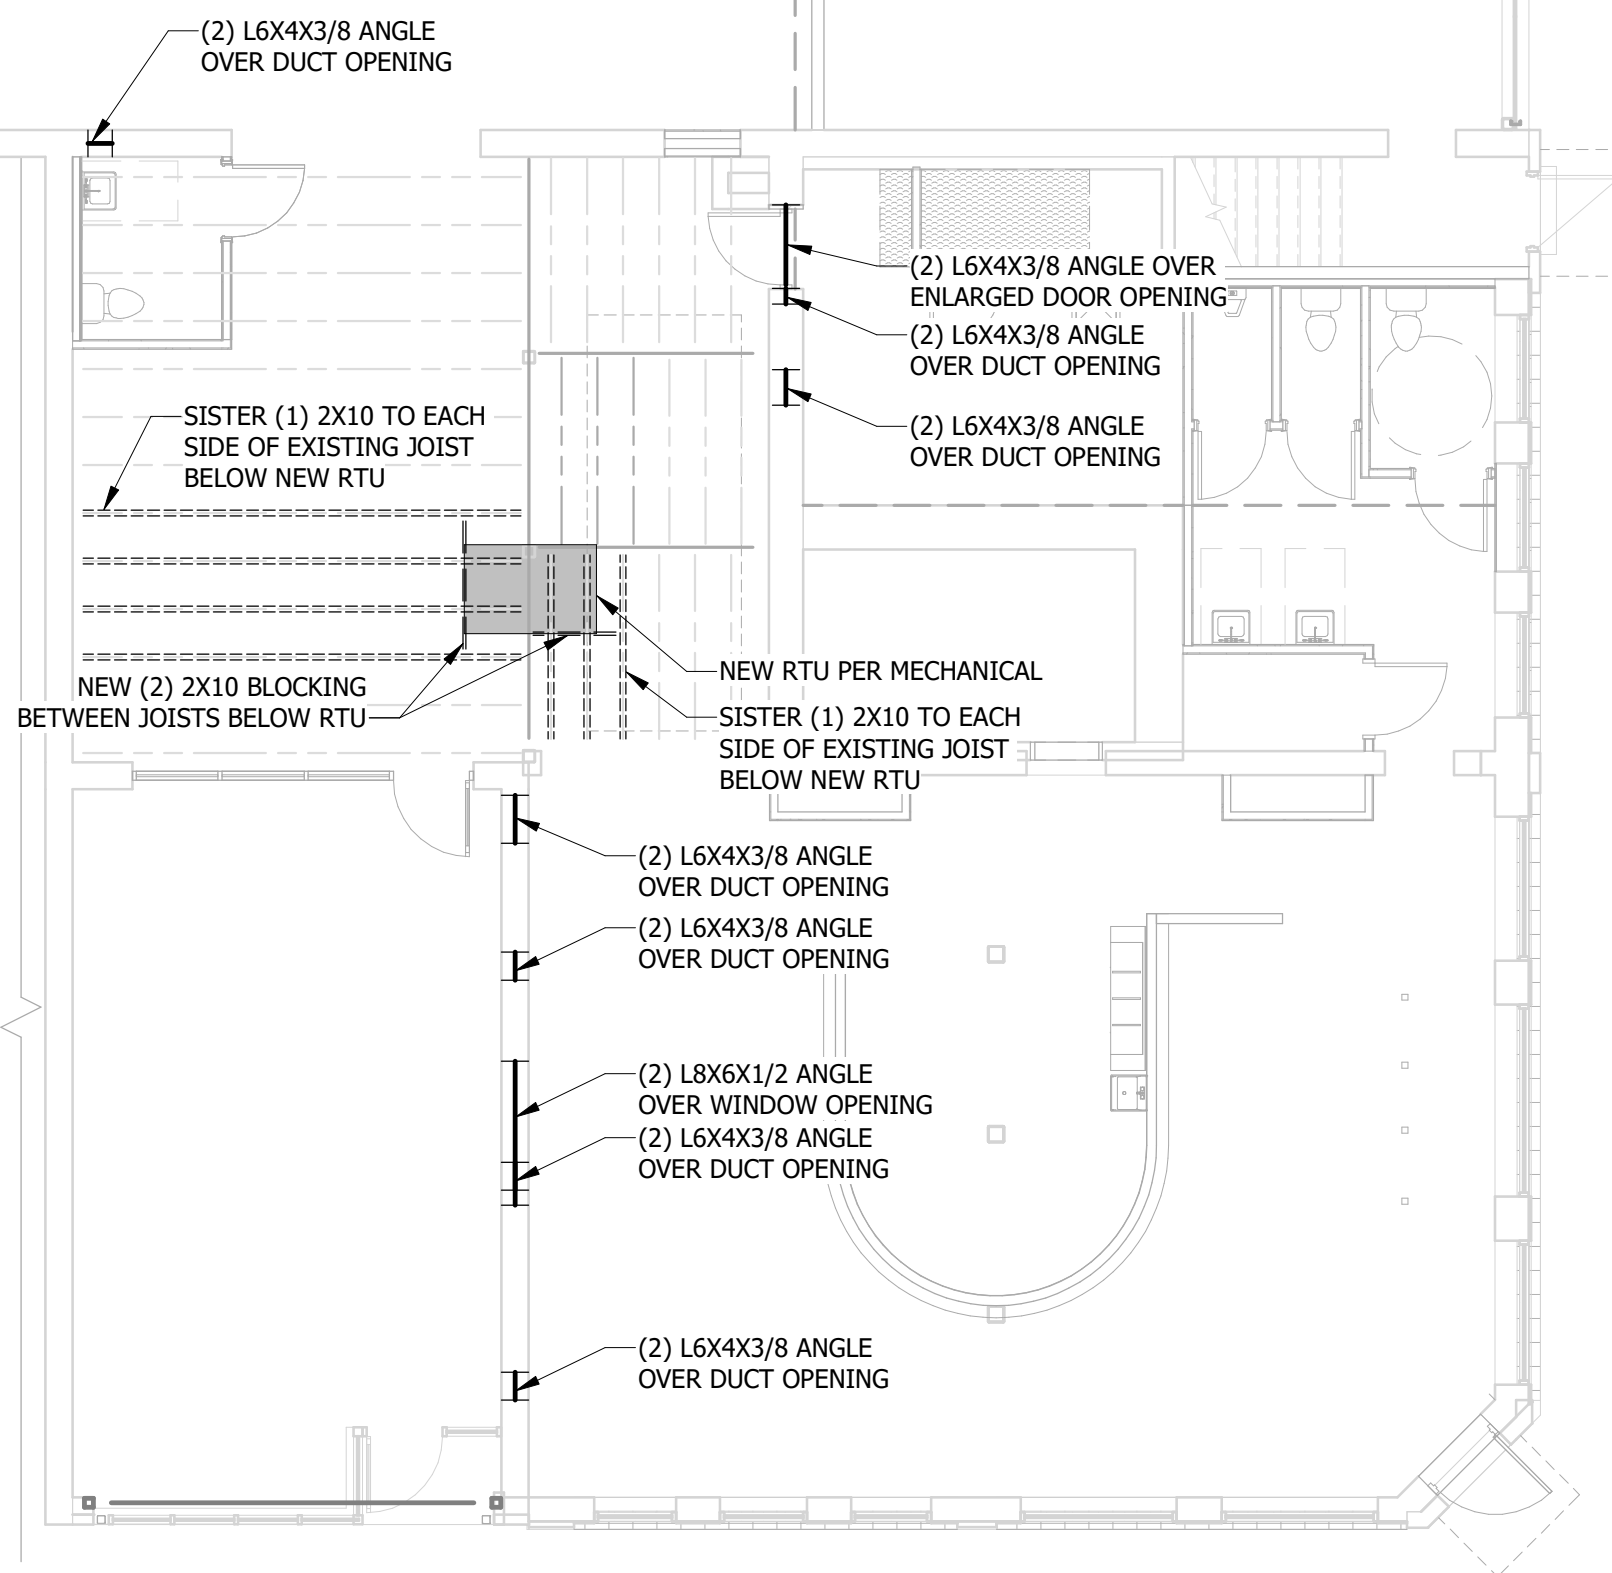 (2) L6X4X3/8 ANGLE
OVER DUCT OPENING
(2) L6X4X3/8 ANGLE OVER
ENLARGED DOOR OPENING
(2) L6X4X3/8 ANGLE
OVER DUCT OPENING
(2) L6X4X3/8 ANGLE
OVER DUCT OPENING
SISTER (1) 2X10 TO EACH
SIDE OF EXISTING JOIST
BELOW NEW RTU
NEW (2) 2X10 BLOCKING
BETWEEN JOISTS BELOW RTU
NEW RTU PER MECHANICAL
SISTER (1) 2X10 TO EACH
SIDE OF EXISTING JOIST
BELOW NEW RTU
(2) L6X4X3/8 ANGLE
OVER DUCT OPENING
(2) L6X4X3/8 ANGLE
OVER DUCT OPENING
(2) L8X6X1/2 ANGLE
OVER WINDOW OPENING
(2) L6X4X3/8 ANGLE
OVER DUCT OPENING
(2) L6X4X3/8 ANGLE
OVER DUCT OPENING